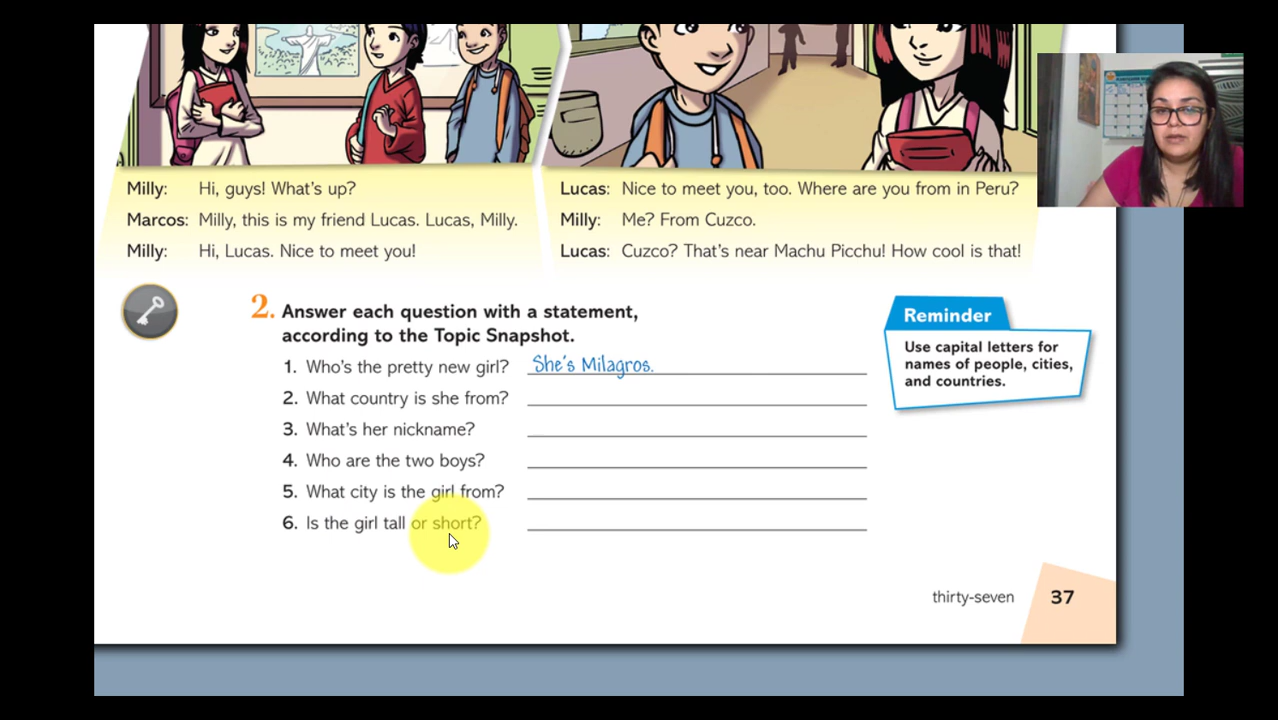 Milly: Hi, guys! What's up?
Marcos: Milly, this is my friend Lucas. Lucas, Milly.
Milly: Hi, Lucas. Nice to meet you!
Lucas: Nice to meet you, too. Where are you from in Peru?
Milly: Me? From Cuzco.
Lucas: Cuzco? That's near Machu Picchu! How cool is that!
2. Answer each question with a statement,
according to the Topic Snapshot.
1. Who's the pretty new girl? She's Milagros.
2. What country is she from?
3. What's her nickname?
4. Who are the two boys?
5. What city is the girl from?
6. Is the girl tall or short?
Reminder
Use capital letters for
names of people, cities,
and countries.
thirty-seven 37